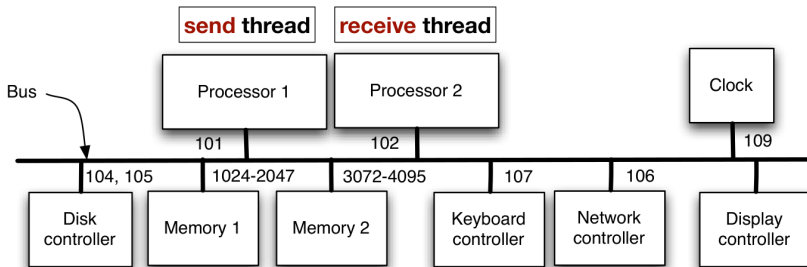 send thread
receive thread
Processor 1
Processor 2
Clock
Bus
101
102
109
104, 105
1024-2047
3072-4095
107
106
Disk
controller
Memory 1
Memory 2
Keyboard
controller
Network
controller
Display
controller